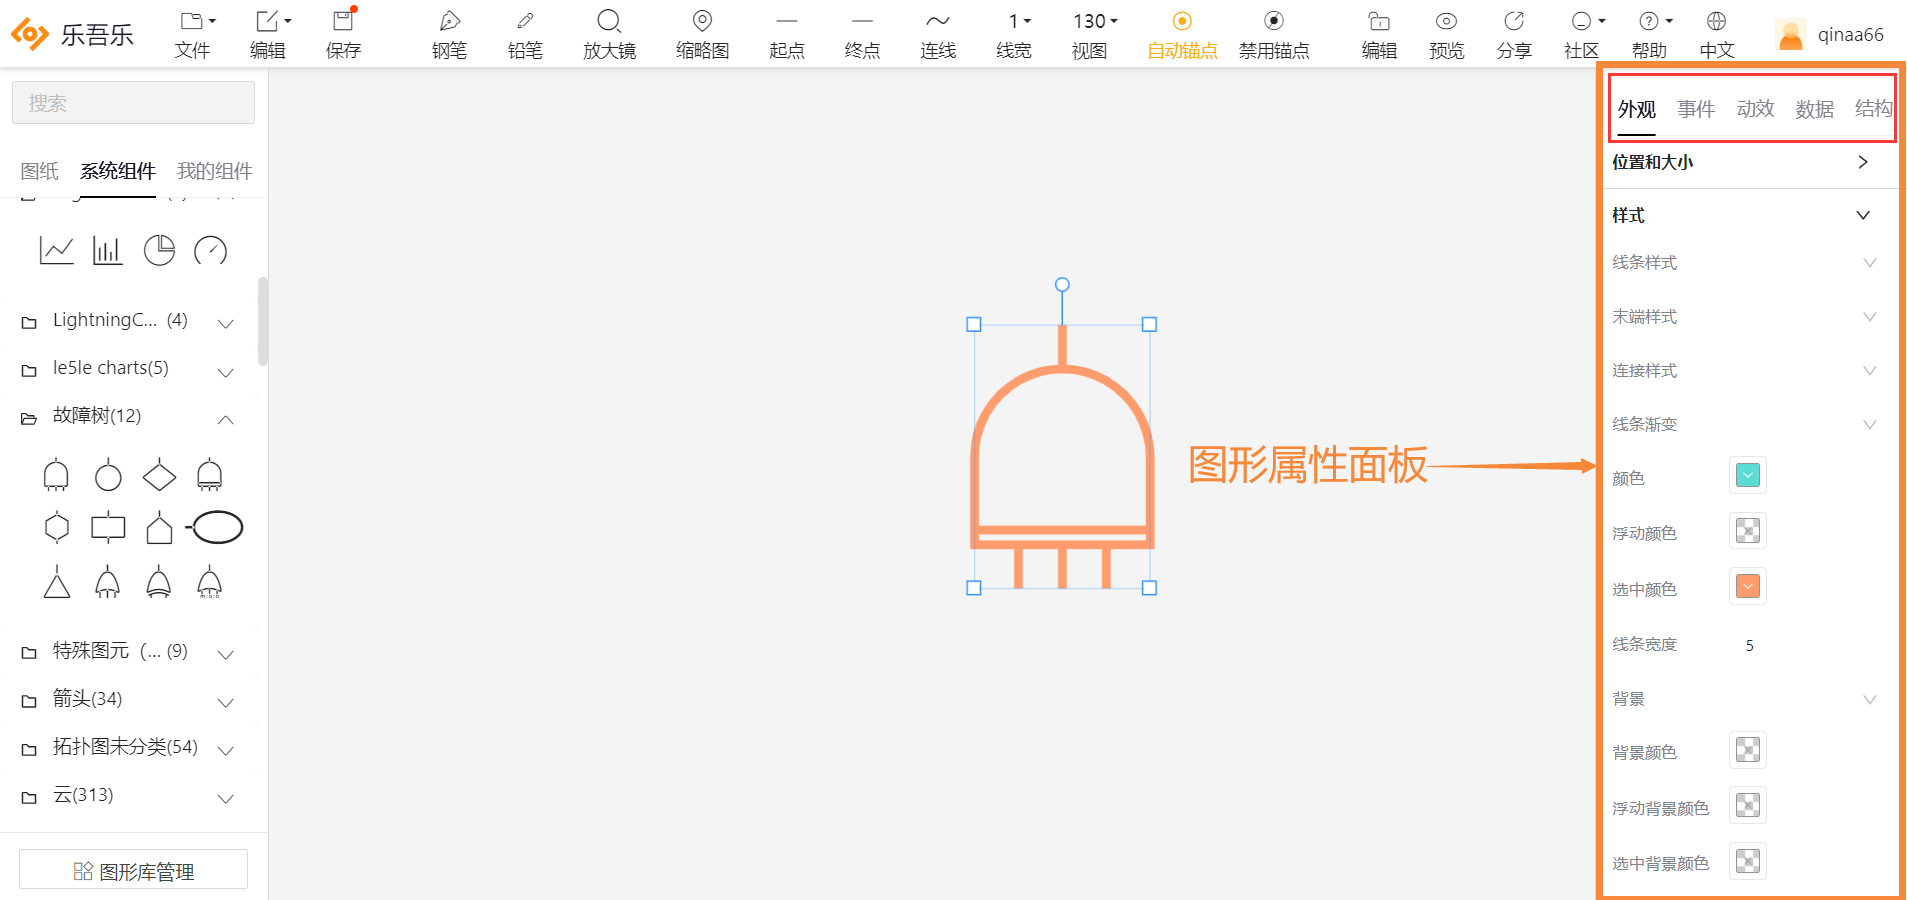 乐吾乐
文件
编辑
保存
钢笔
铅笔
放大镜
缩略图
起点
终点
连线
1
线宽
130
视图
自动锚点
禁用锚点
编辑
预览
分享
社区
帮助
中文
qinaa66
搜索
图纸 系统组件 我的组件
LightningC... (4)
le5le charts(5)
故障树(12)
特殊图元（... (9)
箭头(34)
拓扑图未分类(54)
云(313)
图形库管理
图形属性面板
外观 事件 动效 数据 结构
位置和大小
样式
线条样式
末端样式
连接样式
线条渐变
颜色
浮动颜色
选中颜色
线条宽度 5
背景
背景颜色
浮动背景颜色
选中背景颜色